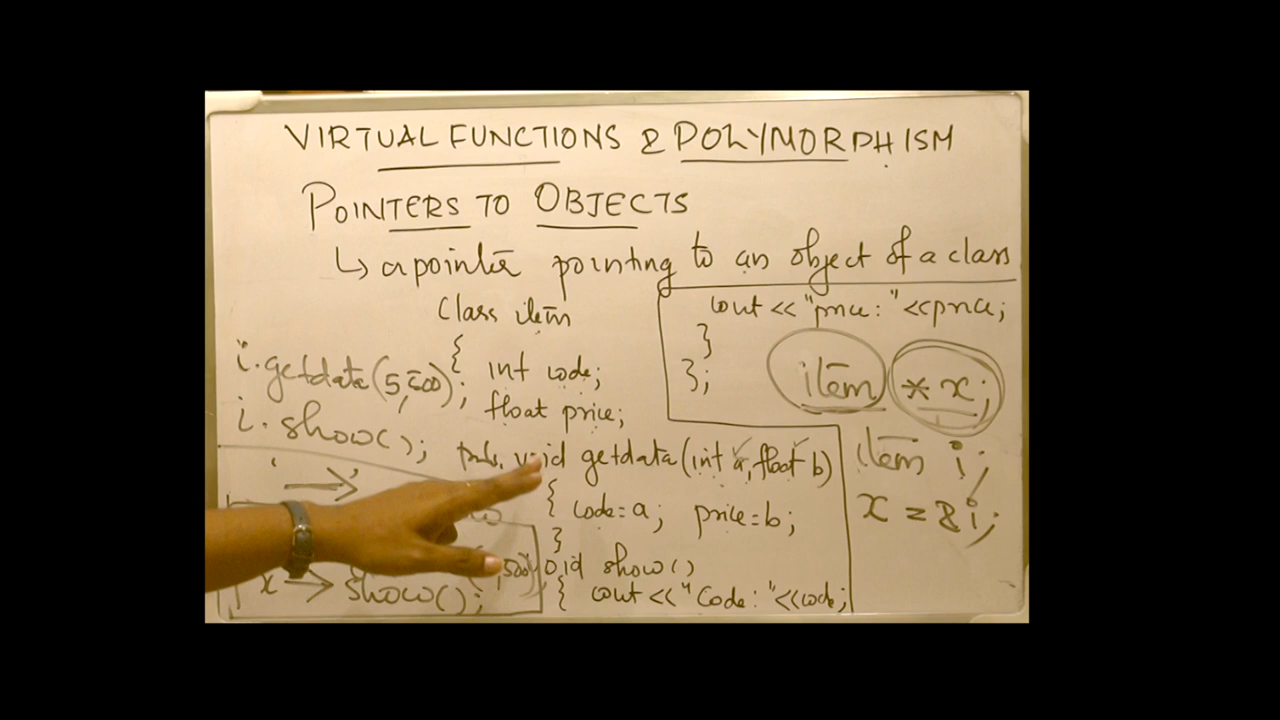 VIRTUAL FUNCTIONS & POLYMORPHISM
POINTERS TO OBJECTS
↳ a pointer pointing to an object of a class
Class item
{ int code;
float price;
pub. void getdata(int a, float b)
{ code=a; price=b;
}
void show()
{ cout << "Code: "<<code;
cout << "price: "<<price;
}
};
item *x;
item i;
x = &i;
i.getdata(5,500);
i. show();
' → '
,500)
x → show();